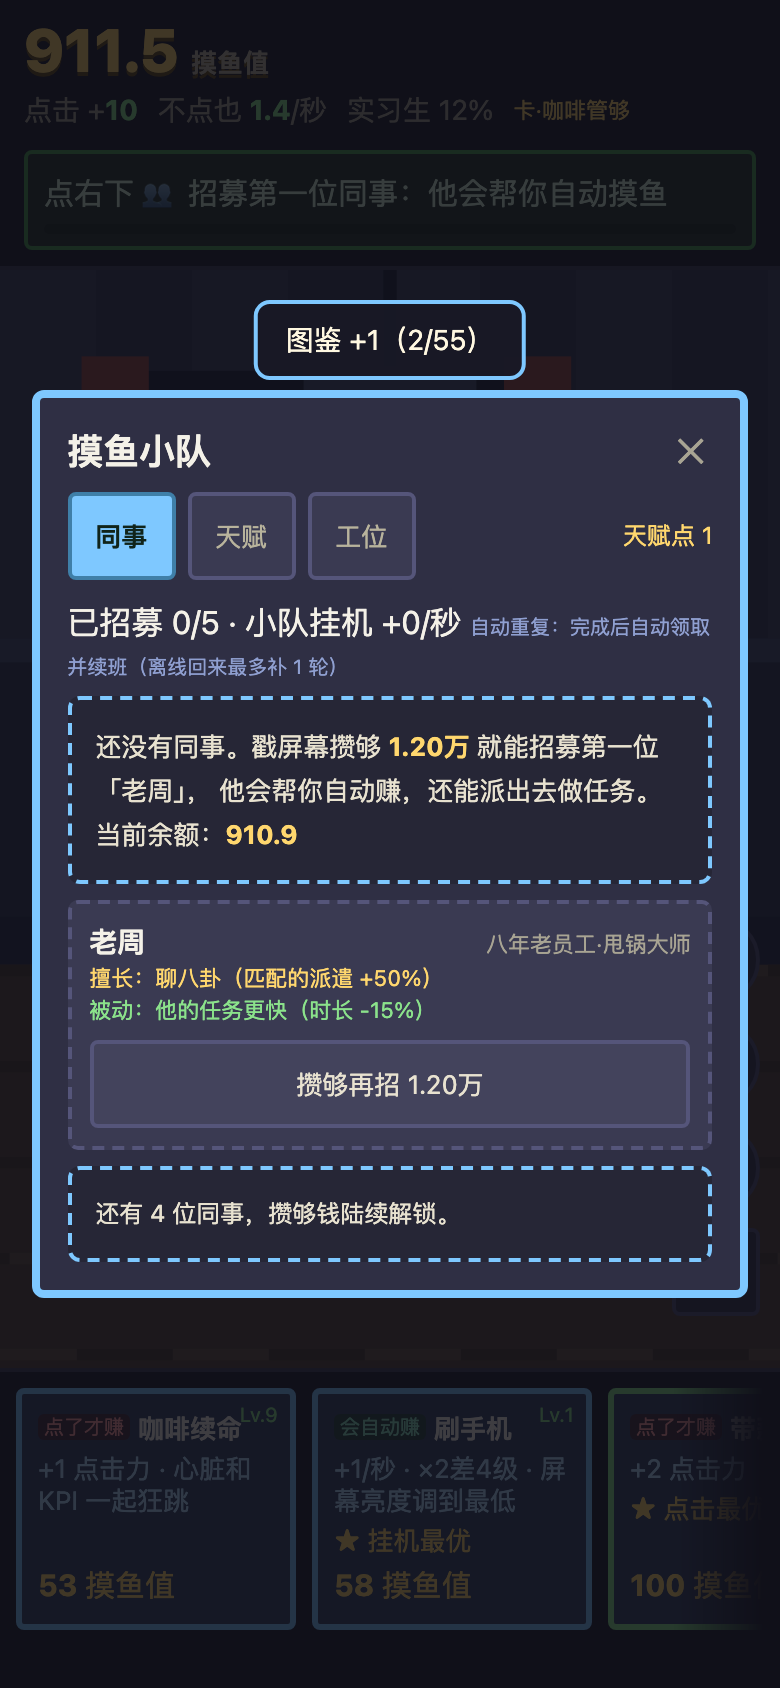 911.5 摸鱼值
点击 +10 不点也 1.4/秒 实习生 12% 卡·咖啡管够
点右下 👥 招募第一位同事：他会帮你自动摸鱼
图鉴 +1（2/55）
摸鱼小队
同事 天赋 工位 天赋点 1
已招募 0/5 · 小队挂机 +0/秒 自动重复：完成后自动领取
并续班（离线回来最多补 1 轮）
还没有同事。戳屏幕攒够 1.20万 就能招募第一位
「老周」， 他会帮你自动赚，还能派出去做任务。
当前余额：910.9
老周 八年老员工·甩锅大师
擅长：聊八卦（匹配的派遣 +50%）
被动：他的任务更快（时长 -15%）
攒够再招 1.20万
还有 4 位同事，攒够钱陆续解锁。
点了才赚 咖啡续命 Lv.9
+1 点击力 · 心脏和
KPI 一起狂跳
53 摸鱼值
会自动赚 刷手机 Lv.1
+1/秒 · ×2差4级 · 屏
幕亮度调到最低
★ 挂机最优
58 摸鱼值
点了才赚 带
+2 点击力
★ 点击最优
100 摸鱼